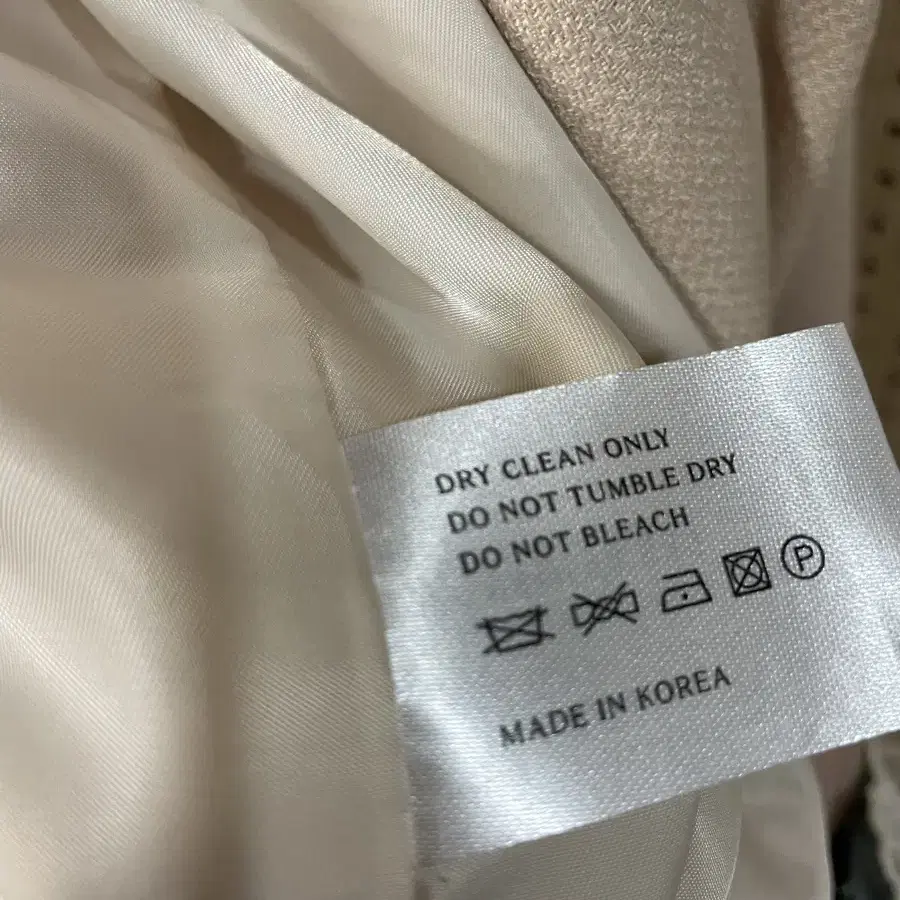 DRY CLEAN ONLY
DO NOT TUMBLE DRY
DO NOT BLEACH
P
MADE IN KOREA